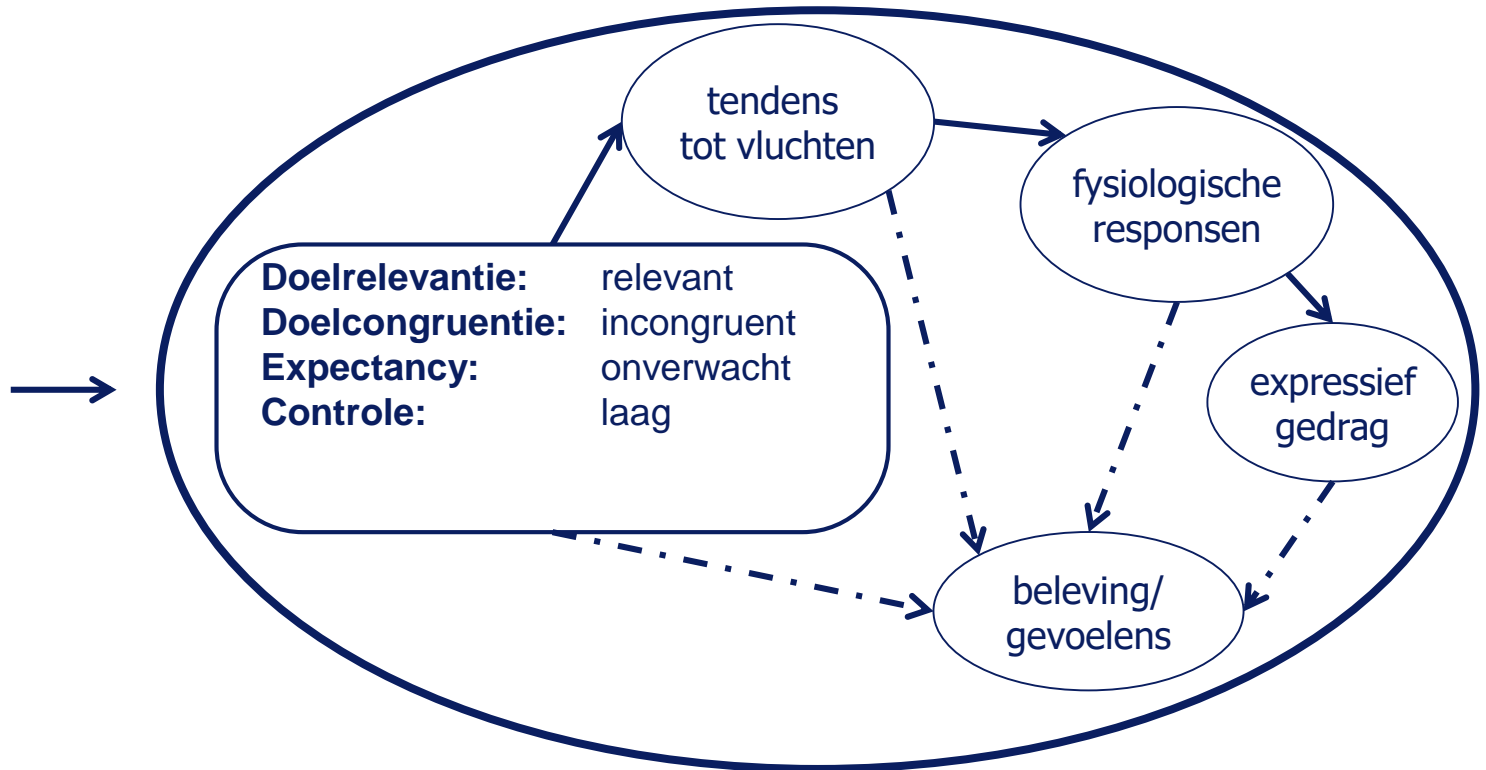 tendens
tot vluchten
fysiologische
responsen
Doelrelevantie: relevant
Doelcongruentie: incongruent
Expectancy: onverwacht
Controle: laag
expressief
gedrag
beleving/
gevoelens